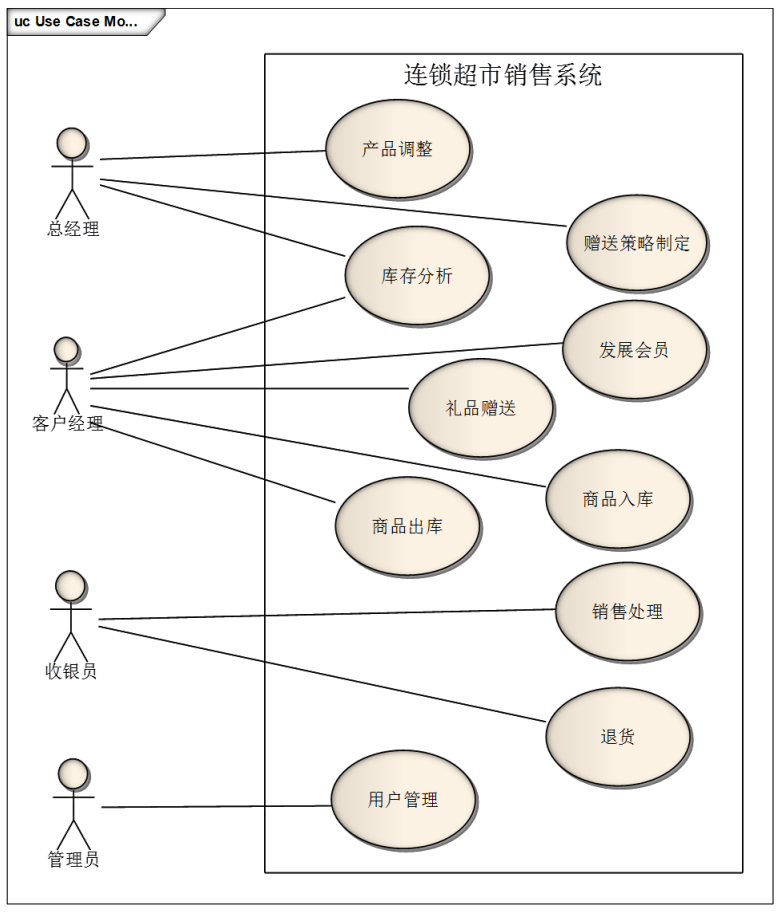 uc Use Case Mo...
连锁超市销售系统
产品调整
总经理
赠送策略制定
库存分析
发展会员
客户经理
礼品赠送
商品入库
商品出库
销售处理
收银员
退货
用户管理
管理员